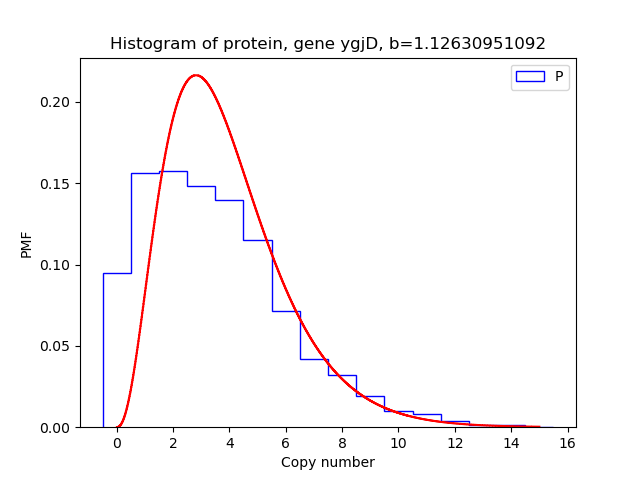 Histogram of protein, gene ygjD, b=1.12630951092
P
0.20
0.15
0.10
0.05
0.00
PMF
0 2 4 6 8 10 12 14 16
Copy number